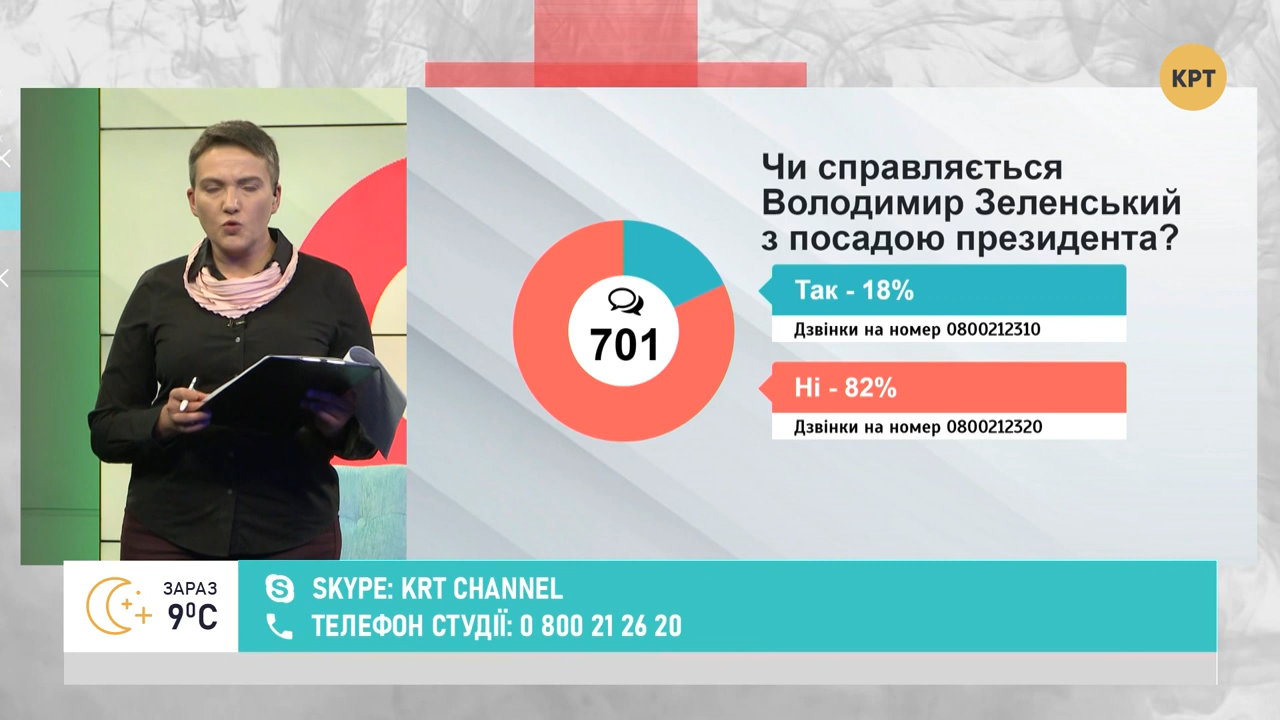 КРТ
Чи справляється
Володимир Зеленський
з посадою президента?
701
Так - 18%
Дзвінки на номер 0800212310
Ні - 82%
Дзвінки на номер 0800212320
ЗАРАЗ
9⁰C
SKYPE: KRT CHANNEL
ТЕЛЕФОН СТУДІЇ: 0 800 21 26 20